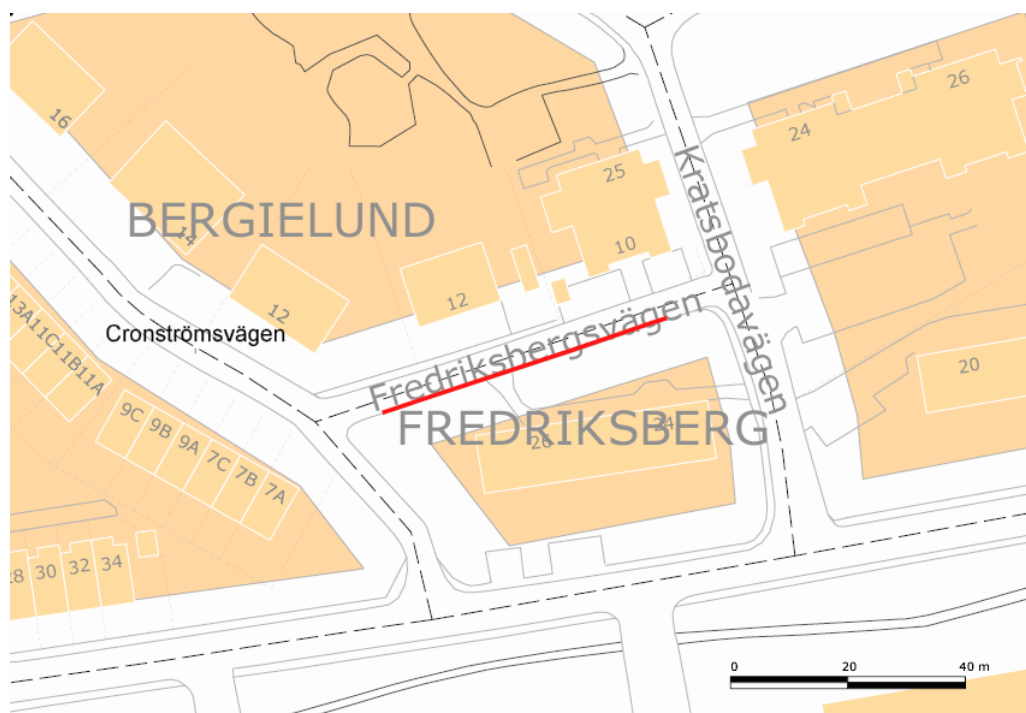 26
24
16
25
Kratsbodavägen
BERGIELUND
14
10
12
12
Fredriksbergsvägen
Cronströmsvägen
13A
11C
11B
11A
20
9C
9B
9A
7C
7B
7A
FREDRIKSBERG
26
24
28
30
32
34
0
20
40 m